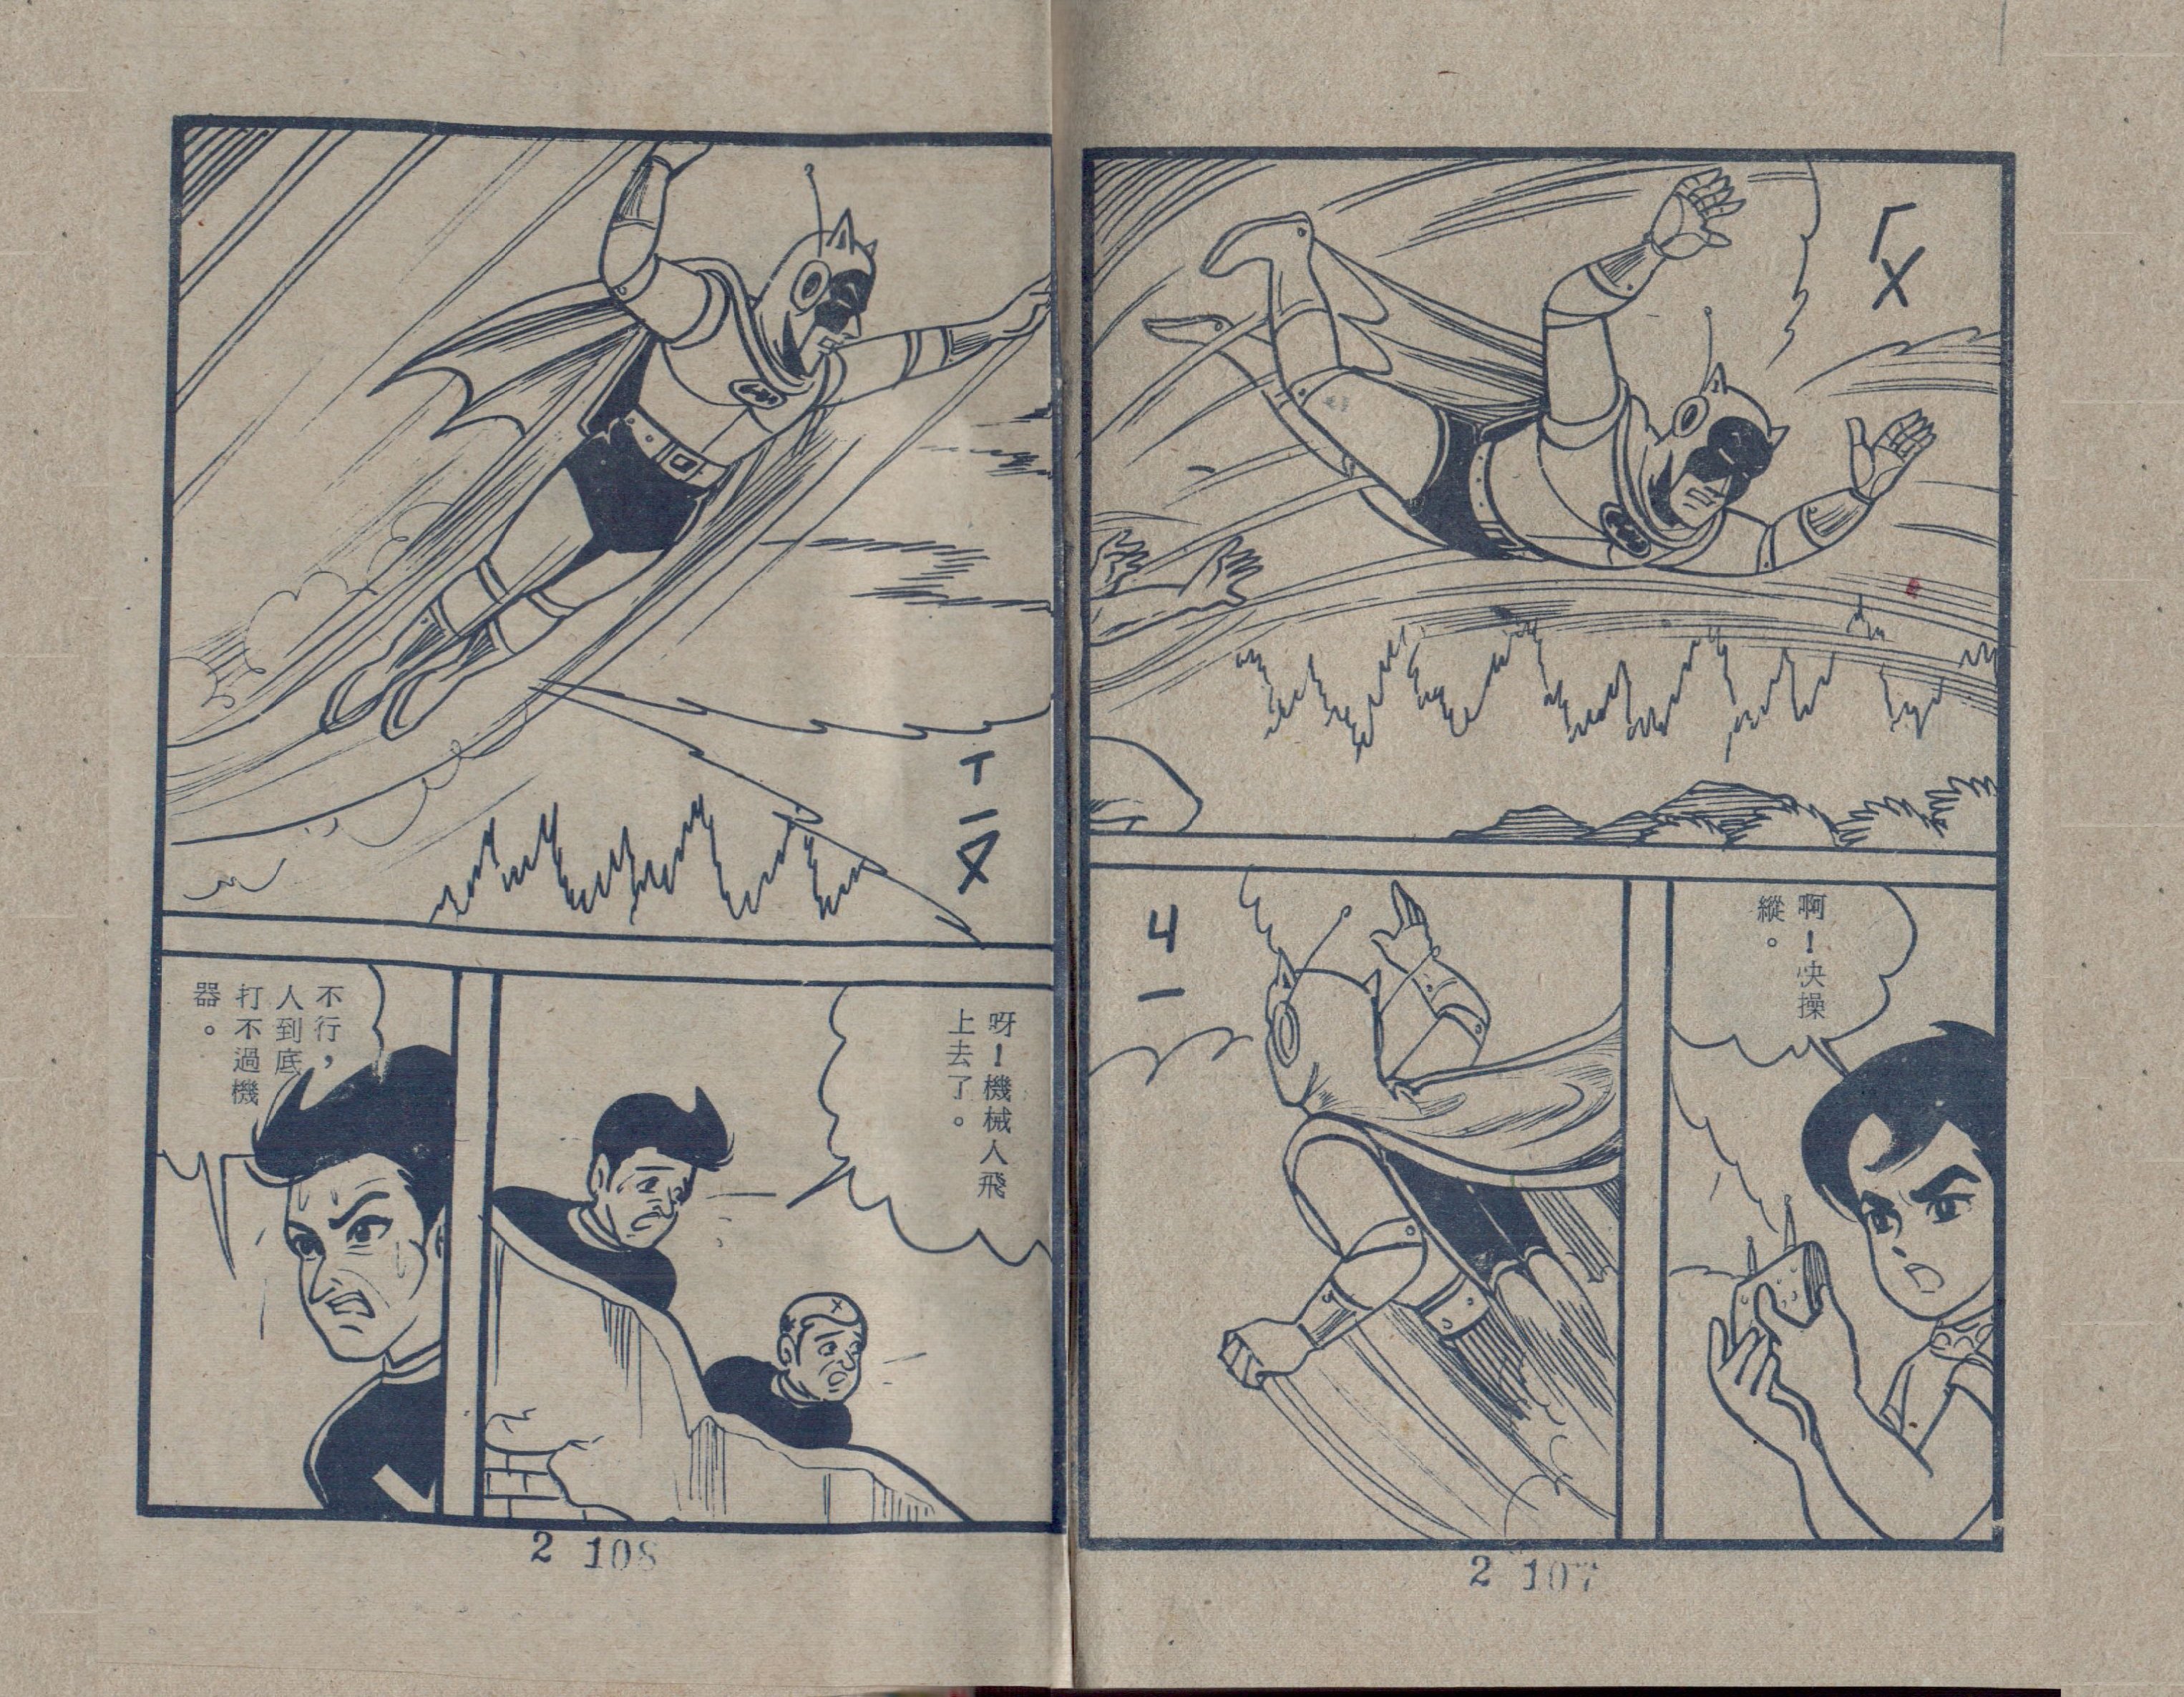 ㄏㄨ
啊！快操
縱。
ㄐㄧ
2 107
ㄒㄧㄡ
呀！機械人飛
上去了。
不行，
人到底
打不過機
器。
2 108